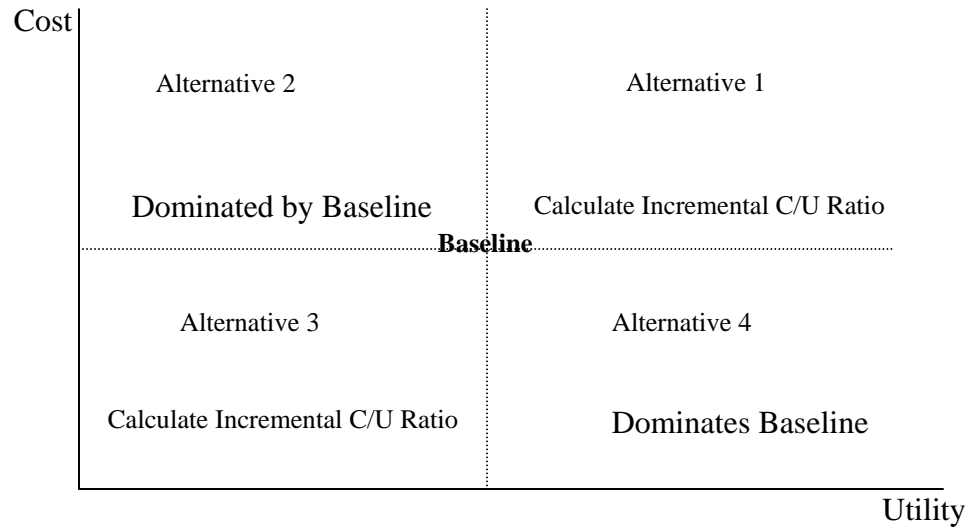 Cost
Alternative 2
Alternative 1
Dominated by Baseline
Calculate Incremental C/U Ratio
Baseline
Alternative 3
Alternative 4
Calculate Incremental C/U Ratio
Dominates Baseline
Utility